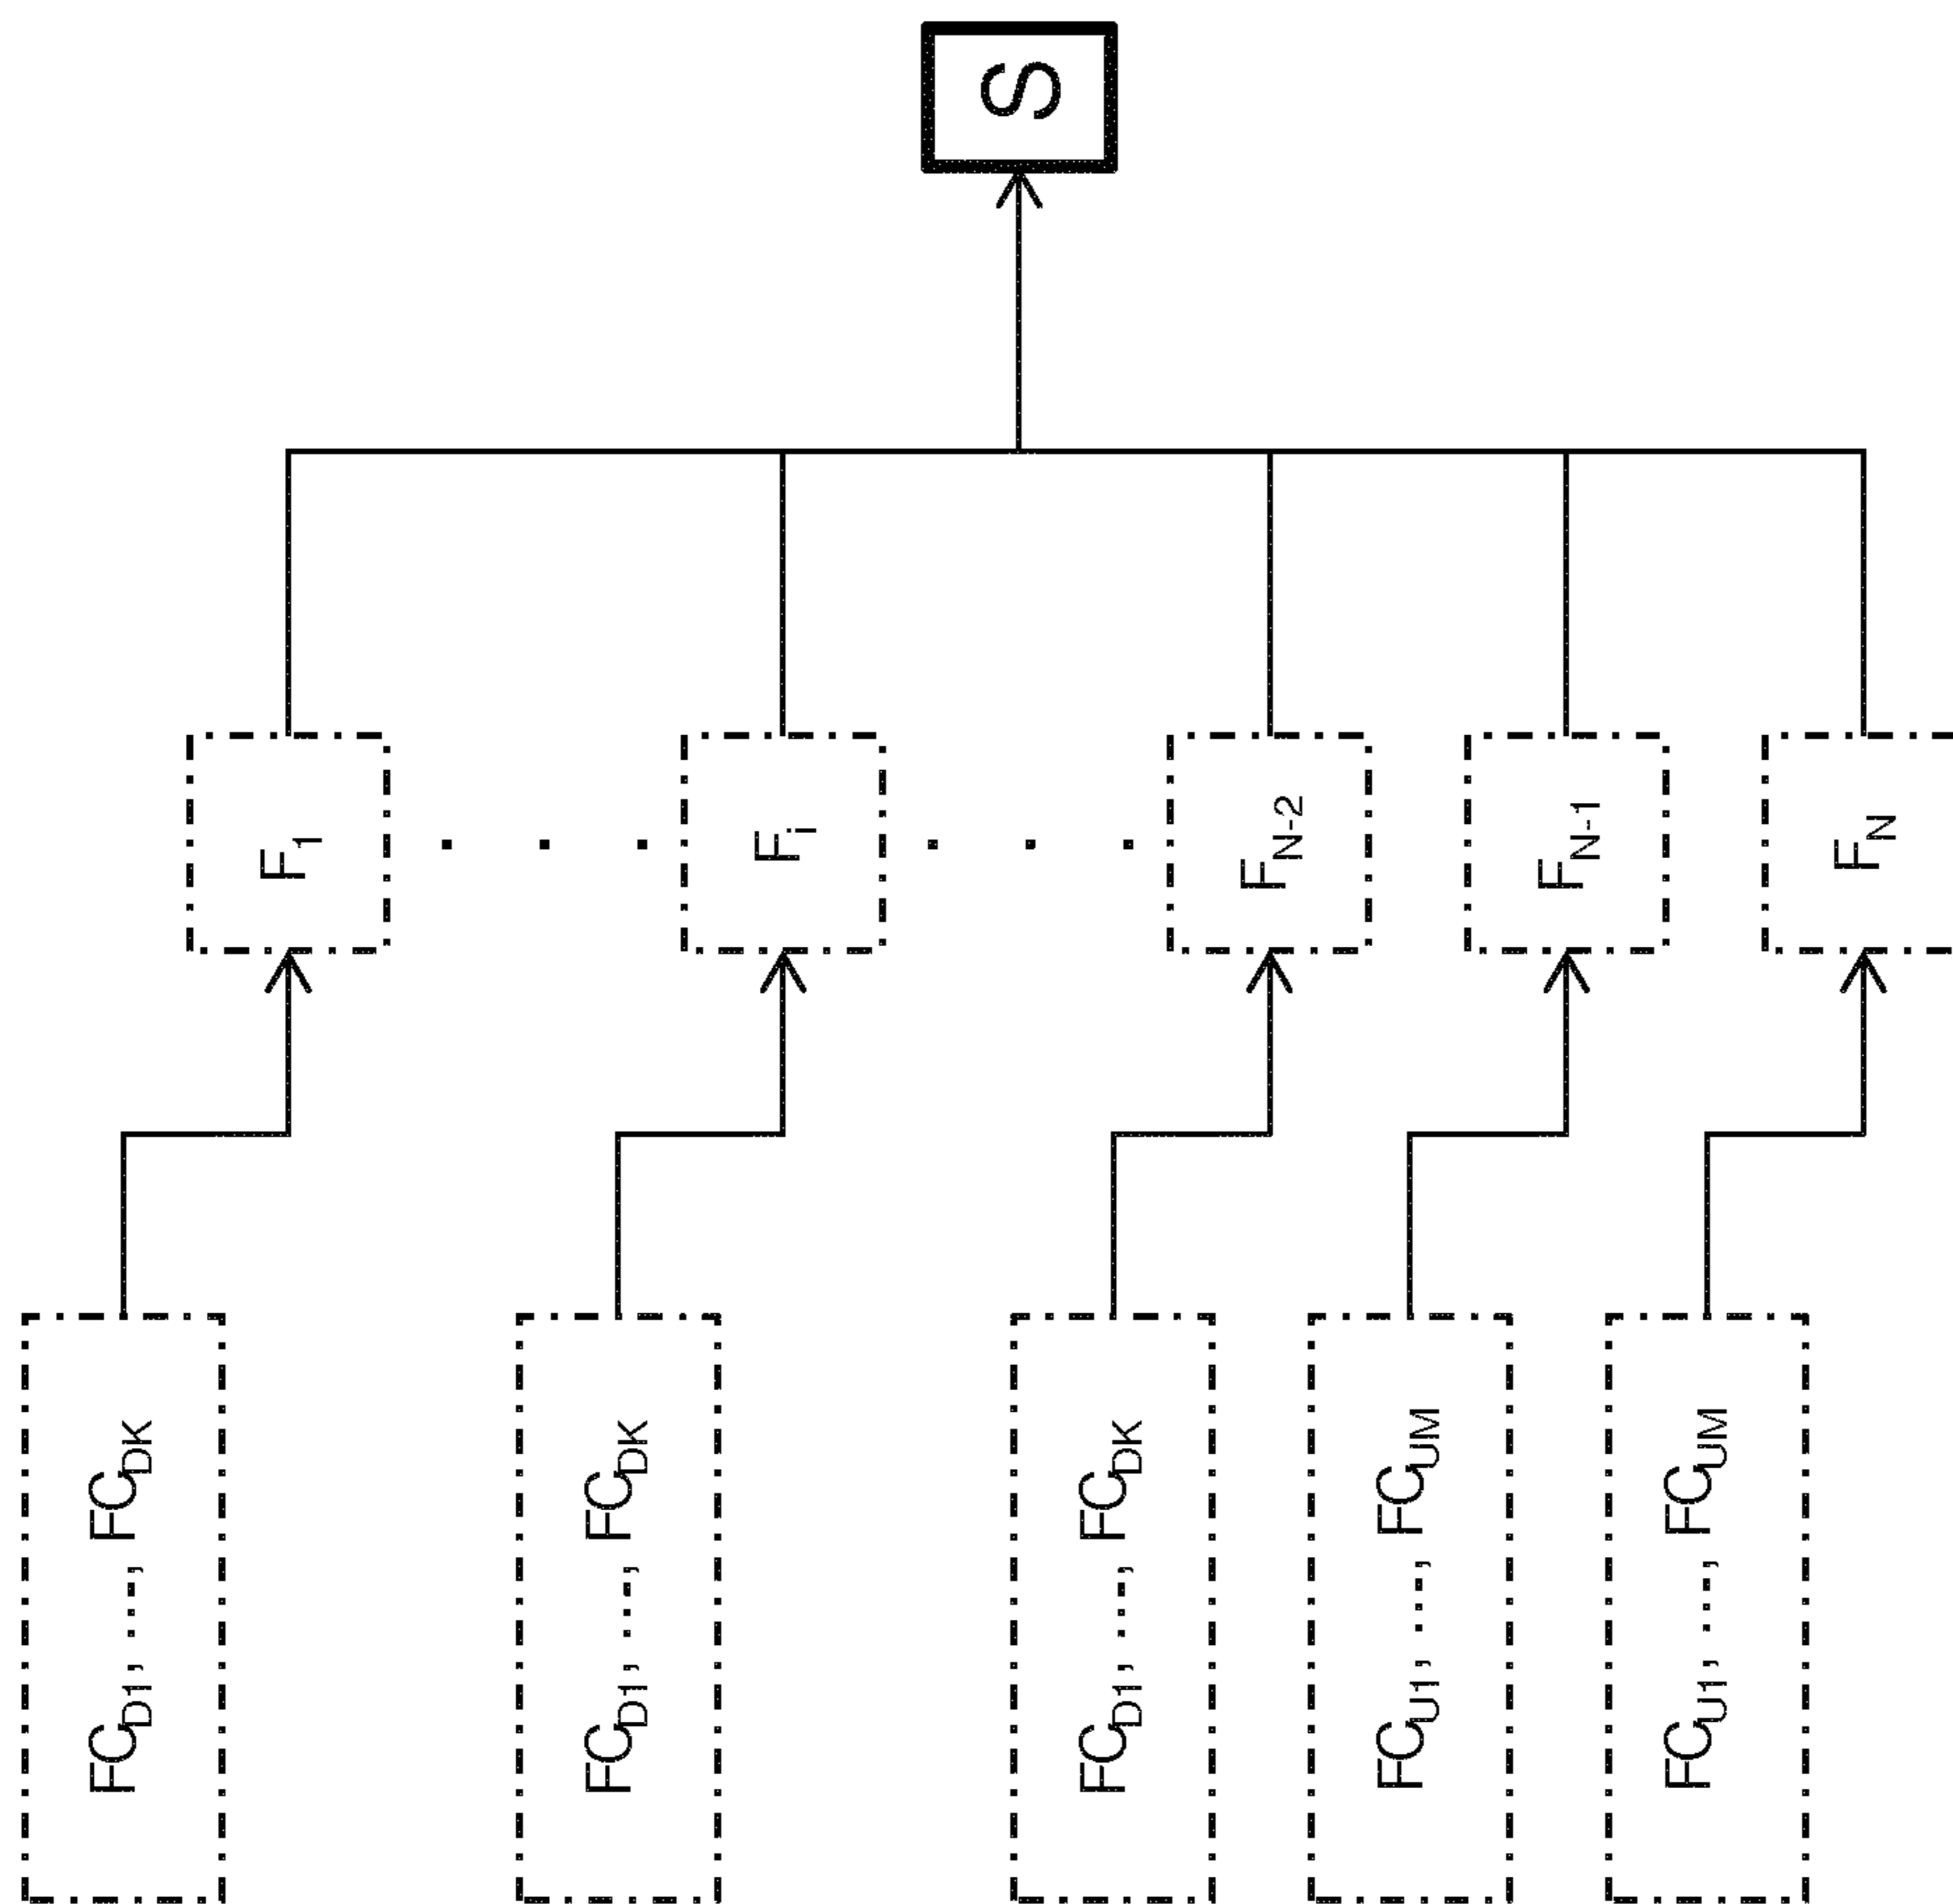 S
F1
Fi
FN-2
FN-1
FN
FCD1, ..., FCDK
FCD1, ..., FCDK
FCD1, ..., FCDK
FCU1, ..., FCUM
FCU1, ..., FCUM